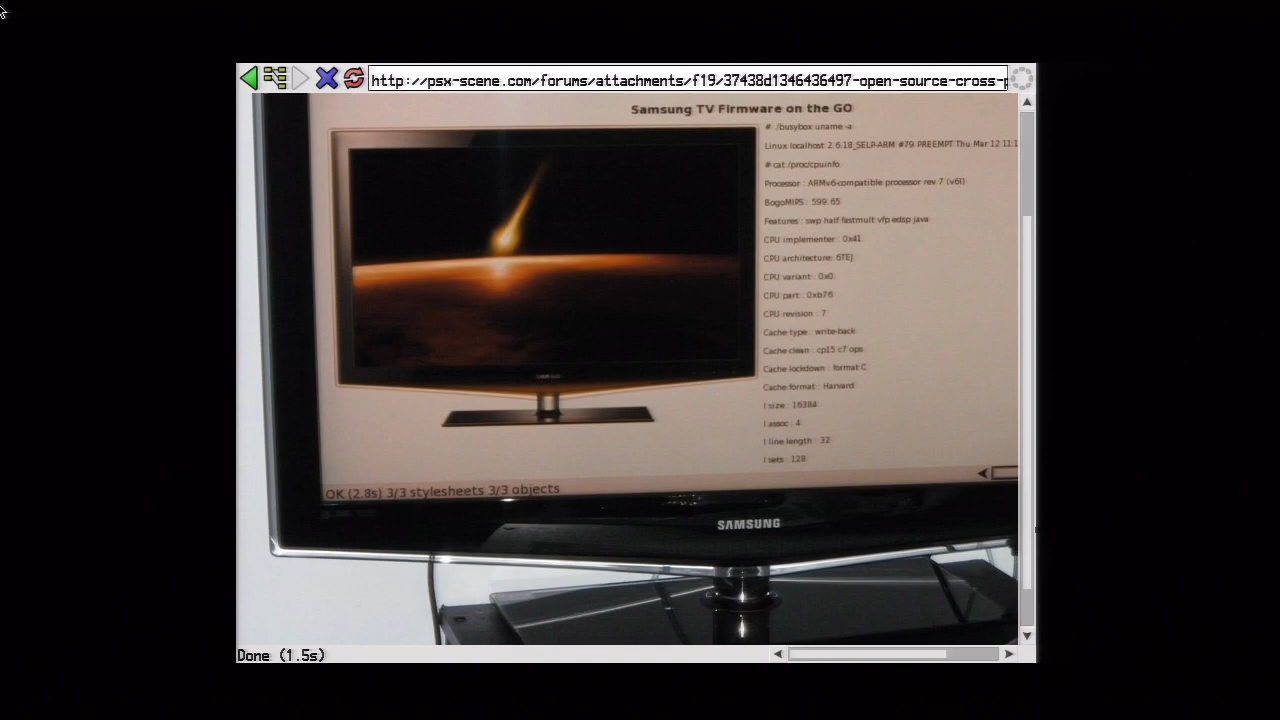 http://psx-scene.com/forums/attachments/f19/37438d1346436497-open-source-cross-p
Samsung TV Firmware on the GO
# ./busybox uname -a
Linux localhost 2.6.18_SELP-ARM #79 PREEMPT Thu Mar 12 11:1
# cat /proc/cpuinfo
Processor : ARMv6-compatible processor rev 7 (v6l)
BogoMIPS : 599.65
Features : swp half fastmult vfp edsp java
CPU implementer : 0x41
CPU architecture: 6TEJ
CPU variant : 0x0
CPU part : 0xb76
CPU revision : 7
Cache type : write-back
Cache clean : cp15 c7 ops
Cache lockdown : format C
Cache format : Harvard
I size : 16384
I assoc : 4
I line length : 32
I sets : 128
OK (2.8s) 3/3 stylesheets 3/3 objects
SAMSUNG
Done (1.5s)